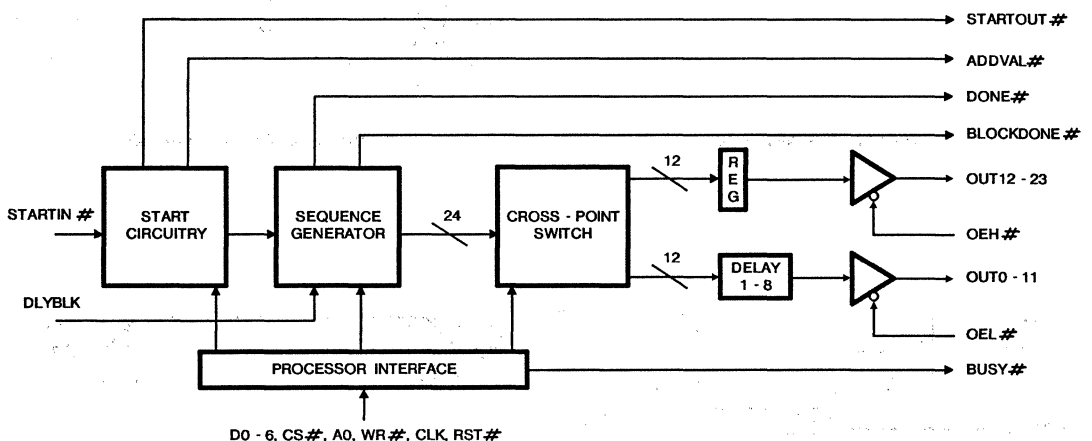 STARTOUT#
ADDVAL#
DONE#
BLOCKDONE #
STARTIN #
START
CIRCUITRY
SEQUENCE
GENERATOR
24
CROSS - POINT
SWITCH
12
R
E
G
OUT12 - 23
OEH#
12
DELAY
1 - 8
OUT0 - 11
OEL#
DLYBLK
PROCESSOR INTERFACE
BUSY#
D0 - 6, CS#, A0, WR#, CLK, RST#